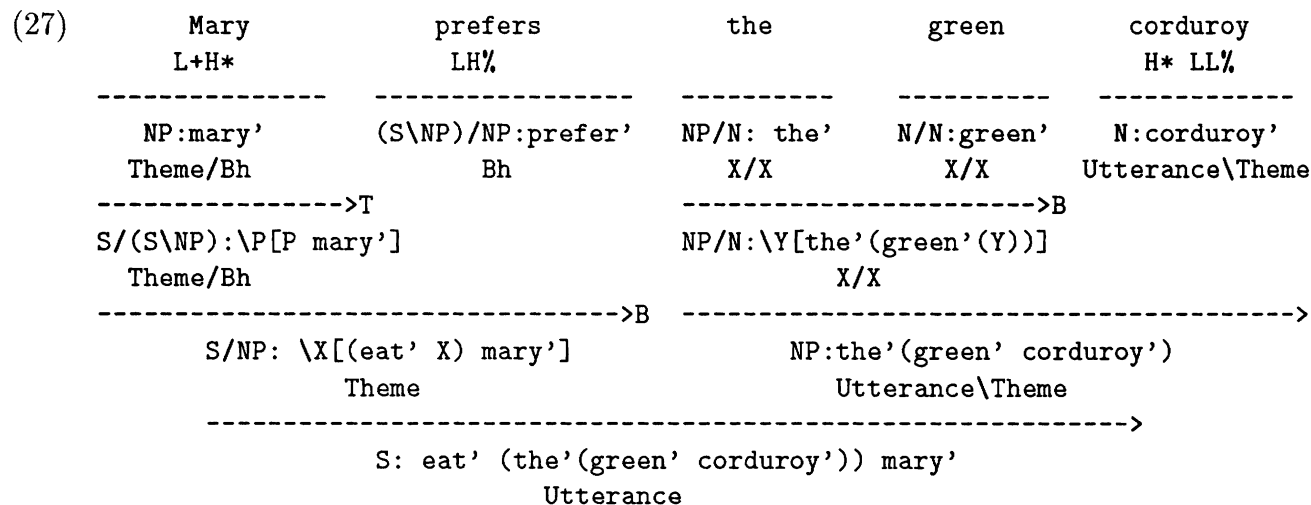 (27) Mary prefers the green corduroy
L+H* LH% H* LL%
--------------- ----------------- ---------- ---------- -------------
NP:mary' (S\NP)/NP:prefer' NP/N: the' N/N:green' N:corduroy'
Theme/Bh Bh X/X X/X Utterance\Theme
---------------->T ----------------------->B
S/(S\NP):\P[P mary'] NP/N:\Y[the'(green'(Y))]
Theme/Bh X/X
----------------------------------->B ---------------------------------------->
S/NP: \X[(eat' X) mary'] NP:the'(green' corduroy')
Theme Utterance\Theme
------------------------------------------------------------->
S: eat' (the'(green' corduroy')) mary'
Utterance